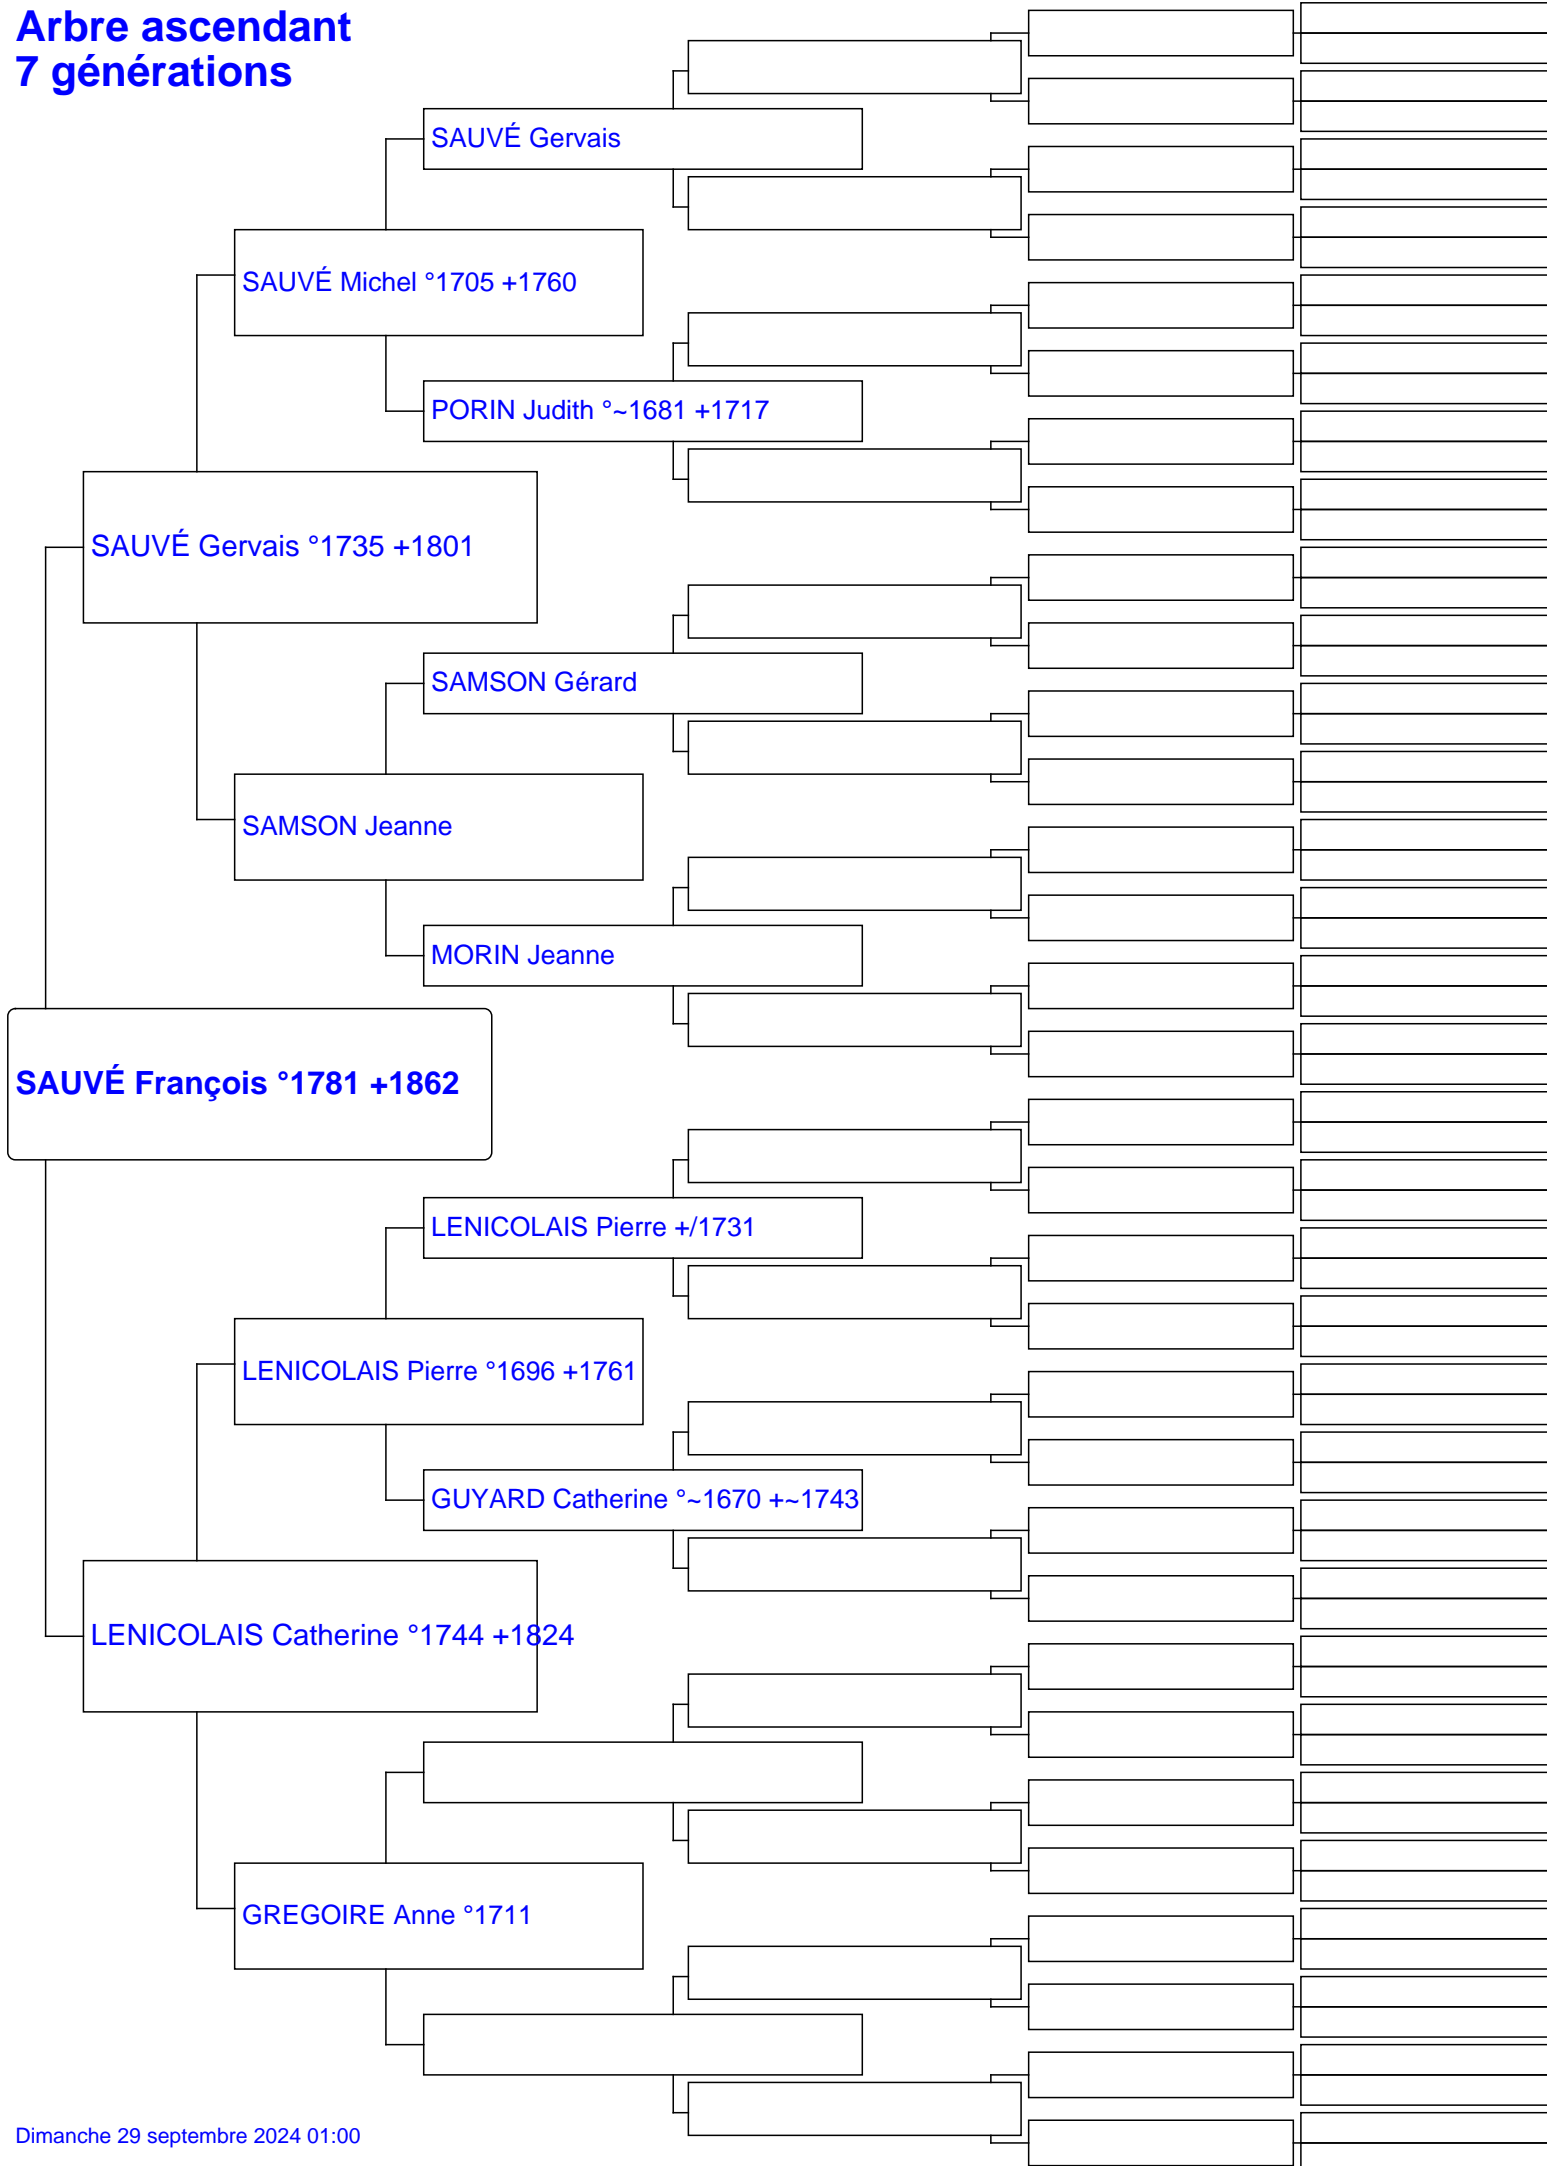 Arbre ascendant
7 générations
SAUVÉ Gervais
SAUVÉ Michel °1705 +1760
PORIN Judith °~1681 +1717
SAUVÉ Gervais °1735 +1801
SAMSON Gérard
SAMSON Jeanne
MORIN Jeanne
SAUVÉ François °1781 +1862
LENICOLAIS Pierre +/1731
LENICOLAIS Pierre °1696 +1761
GUYARD Catherine °~1670 +~1743
LENICOLAIS Catherine °1744 +1824
GREGOIRE Anne °1711
Dimanche 29 septembre 2024 01:00